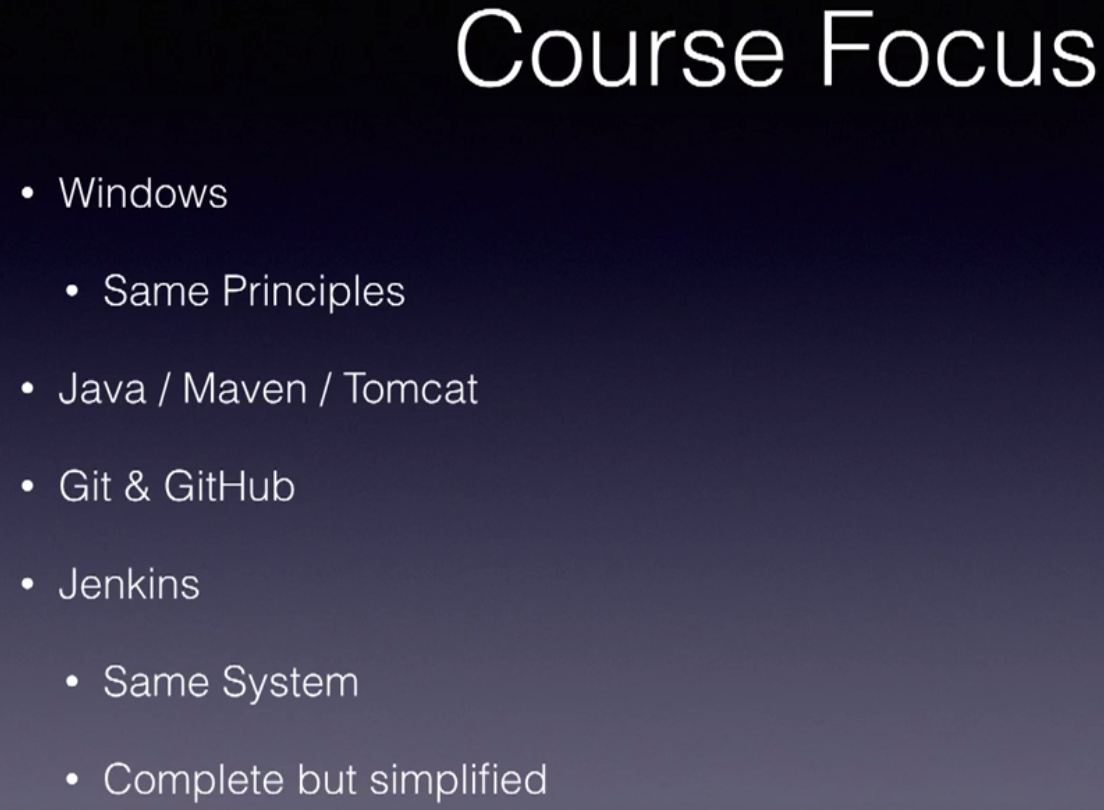 Course Focus
• Windows
• Same Principles
• Java / Maven / Tomcat
• Git & GitHub
• Jenkins
• Same System
• Complete but simplified